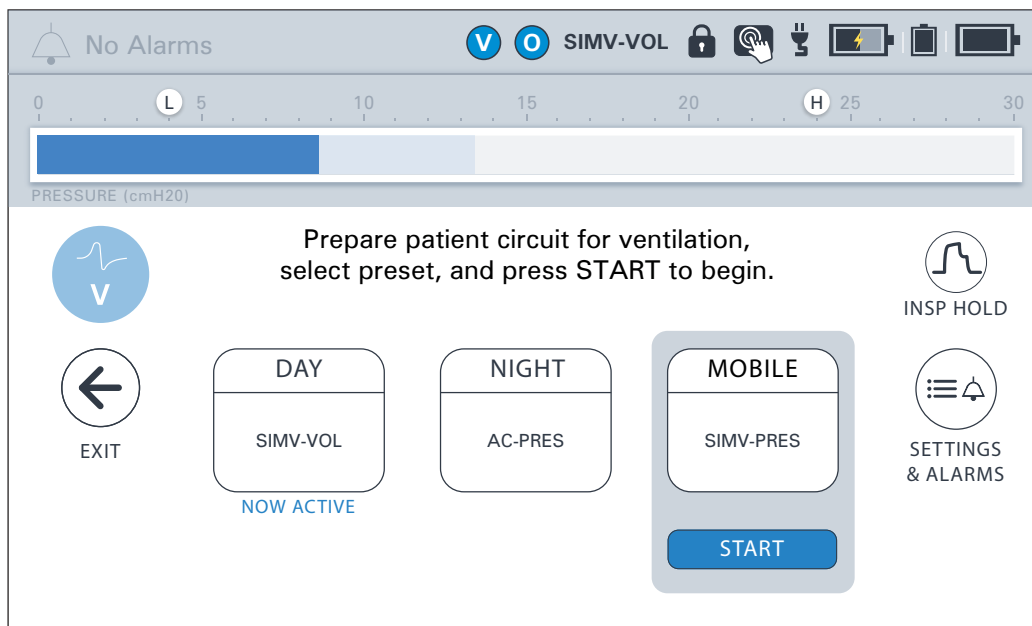 No Alarms
V O SIMV-VOL
0 L 5 10 15 20 H 25 30
PRESSURE (cmH20)
Prepare patient circuit for ventilation,
select preset, and press START to begin.
V
INSP HOLD
DAY
SIMV-VOL
NOW ACTIVE
NIGHT
AC-PRES
MOBILE
SIMV-PRES
START
EXIT
SETTINGS
& ALARMS